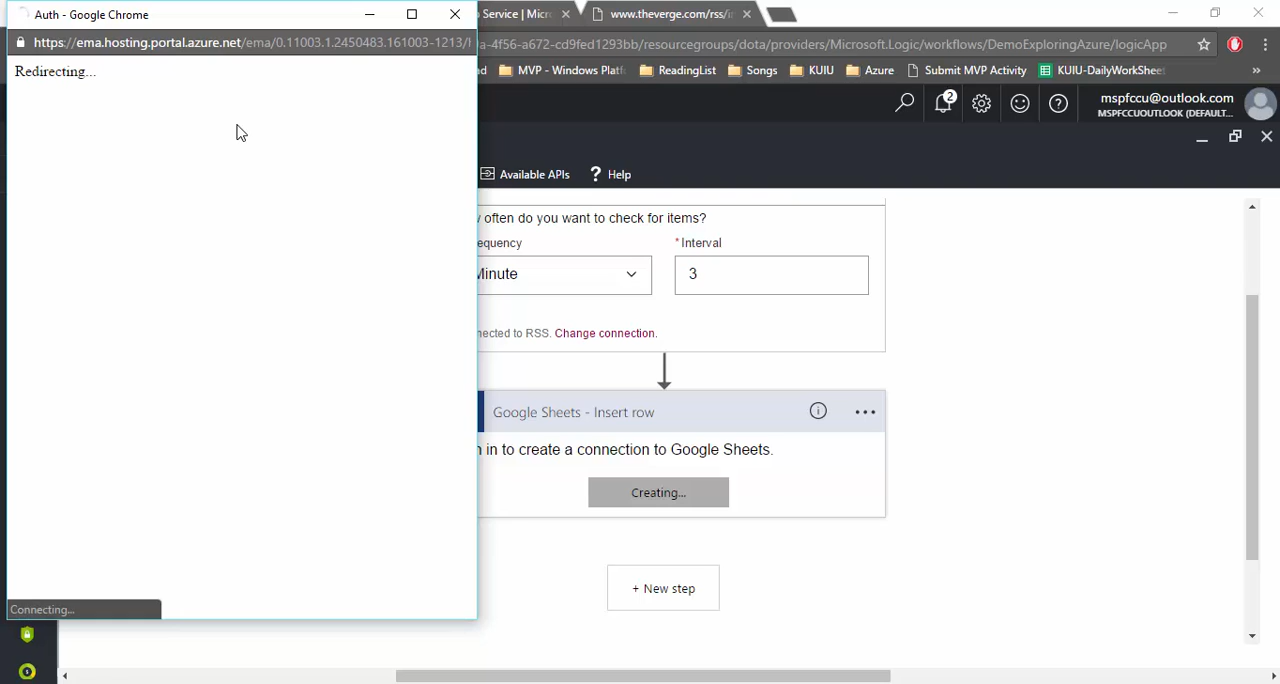 Auth - Google Chrome
https://ema.hosting.portal.azure.net/ema/0.11003.1.2450483.161003-1213/
Redirecting...
Connecting...
Service | Micr
www.theverge.com/rss/i
a-4f56-a672-cd9fed1293bb/resourcegroups/dota/providers/Microsoft.Logic/workflows/DemoExploringAzure/logicApp
MVP - Windows Platf
ReadingList
Songs
KUIU
Azure
Submit MVP Activity
KUIU-DailyWorkSheet
»
2
mspfccu@outlook.com
MSPFCCUOUTLOOK (DEFAULT...
Available APIs
? Help
often do you want to check for items?
equency
* Interval
Minute
3
nected to RSS. Change connection.
Google Sheets - Insert row
in to create a connection to Google Sheets.
Creating...
+ New step